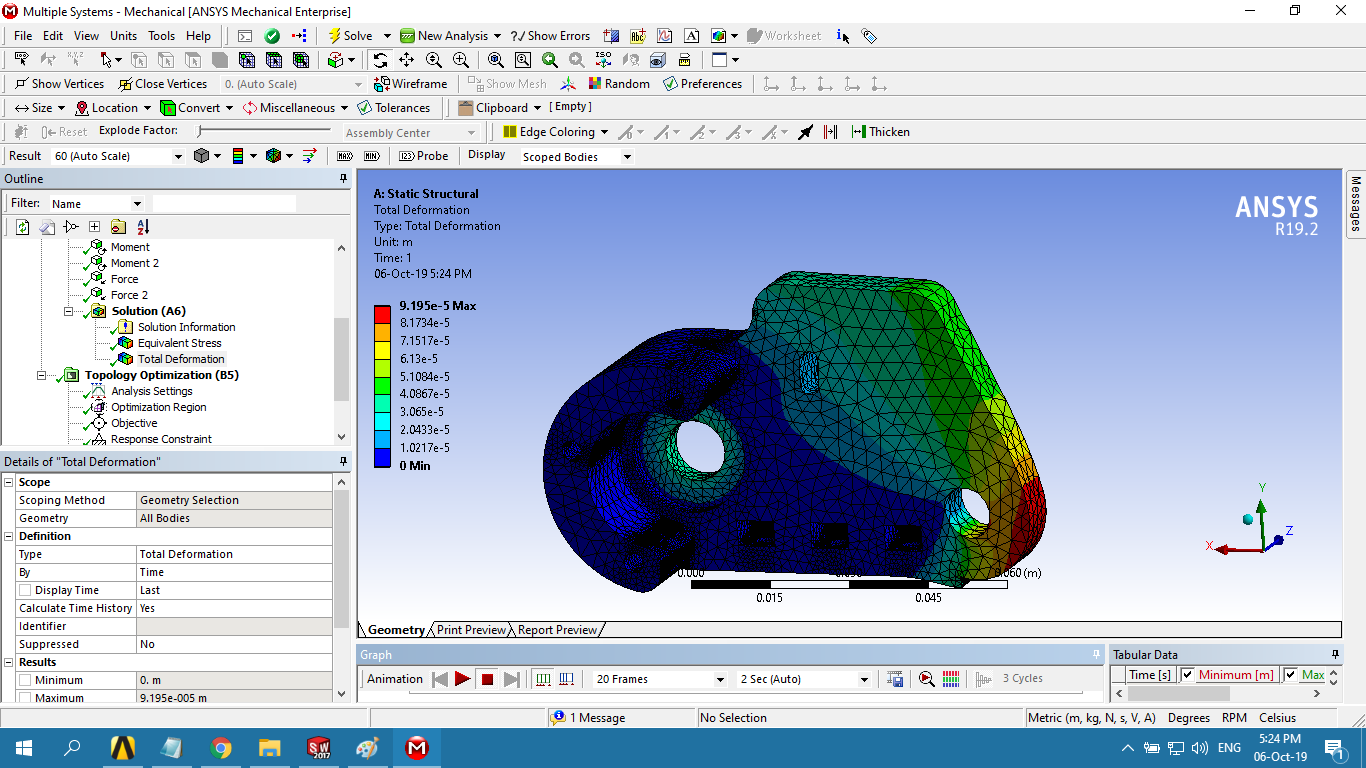 Multiple Systems - Mechanical [ANSYS Mechanical Enterprise]
File Edit View Units Tools Help Solve New Analysis ?/ Show Errors Worksheet
Show Vertices Close Vertices 0. (Auto Scale) Wireframe Show Mesh Random Preferences
Size Location Convert Miscellaneous Tolerances Clipboard [ Empty ]
Reset Explode Factor: Assembly Center Edge Coloring Thicken
Result 60 (Auto Scale) MAX MIN 123 Probe Display Scoped Bodies
Outline
Filter: Name
Moment
Moment 2
Force
Force 2
Solution (A6)
Solution Information
Equivalent Stress
Total Deformation
Topology Optimization (B5)
Analysis Settings
Optimization Region
Objective
Response Constraint
Details of "Total Deformation"
Scope
Scoping Method Geometry Selection
Geometry All Bodies
Definition
Type Total Deformation
By Time
Display Time Last
Calculate Time History Yes
Identifier
Suppressed No
Results
Minimum 0. m
Maximum 9.195e-005 m
A: Static Structural
Total Deformation
Type: Total Deformation
Unit: m
Time: 1
06-Oct-19 5:24 PM
9.195e-5 Max
8.1734e-5
7.1517e-5
6.13e-5
5.1084e-5
4.0867e-5
3.065e-5
2.0433e-5
1.0217e-5
0 Min
ANSYS
R19.2
Messages
Y
X
Z
0.000
0.060 (m)
0.015
0.045
Geometry Print Preview Report Preview
Graph
Animation 20 Frames 2 Sec (Auto) 3 Cycles
Tabular Data
Time [s] Minimum [m] Max
1 Message No Selection Metric (m, kg, N, s, V, A) Degrees RPM Celsius
SW
2017
ENG
5:24 PM
06-Oct-19
1